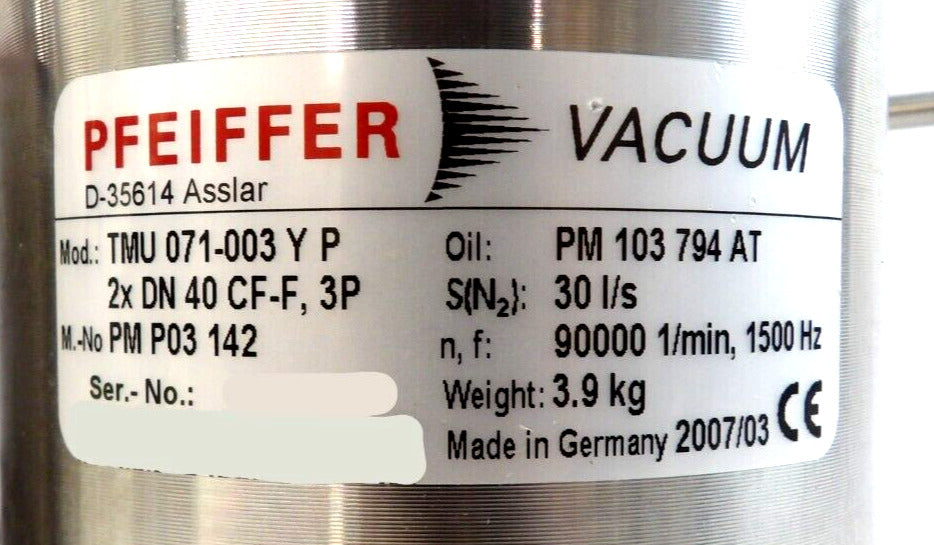 PFEIFFER VACUUM
D-35614 Asslar
Mod.: TMU 071-003 Y P
2x DN 40 CF-F, 3P
M.-No PM P03 142
Ser.- No.:
Oil: PM 103 794 AT
S(N₂): 30 l/s
n, f: 90000 1/min, 1500 Hz
Weight: 3.9 kg
Made in Germany 2007/03 CE